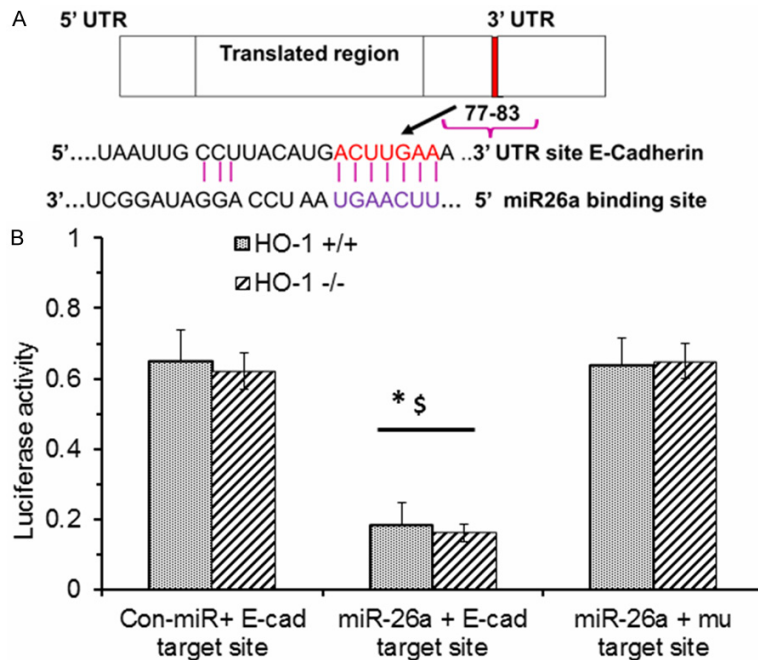 A
5' UTR
3' UTR
Translated region
77-83
5'....UAAUUG CCUUACAUGACUUGAAA ..3' UTR site E-Cadherin
3'...UCGGAUAGGA CCU AA UGAACUU... 5' miR26a binding site
B
1
0.8
0.6
0.4
0.2
0
Luciferase activity
HO-1 +/+
HO-1 -/-
* $
Con-miR+ E-cad
target site
miR-26a + E-cad
target site
miR-26a + mu
target site